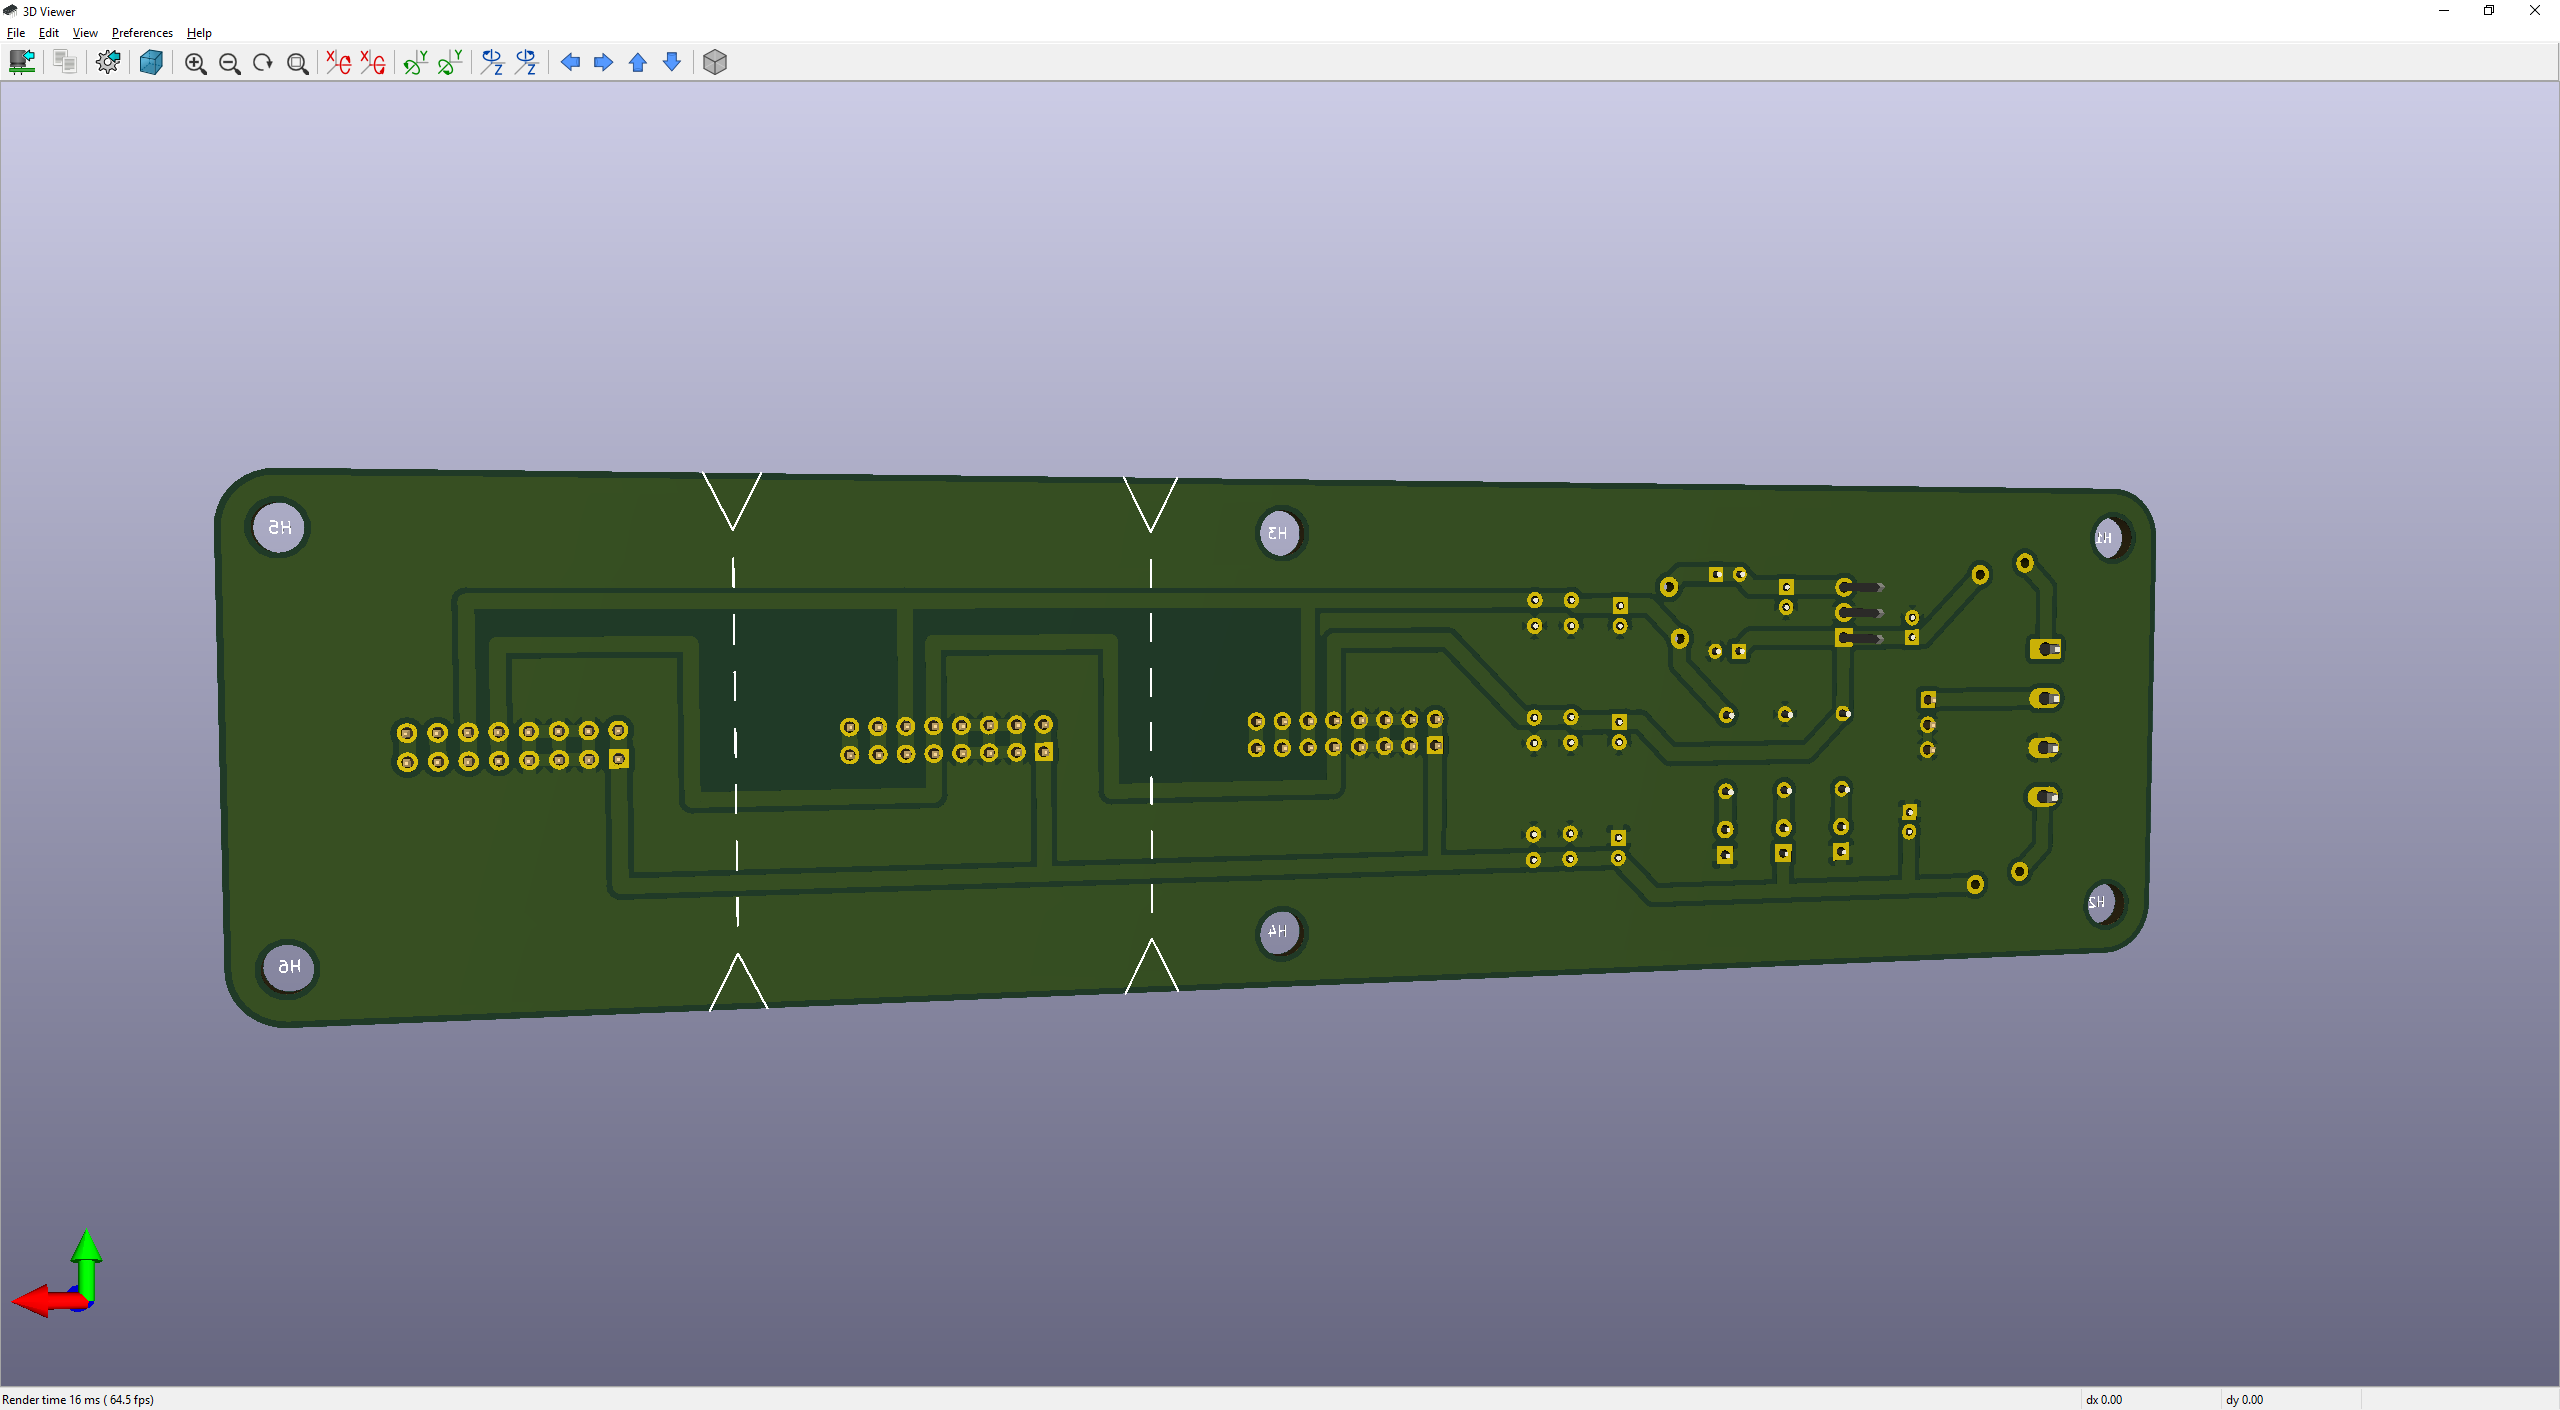 3D Viewer
File Edit View Preferences Help
H5
H3
H1
H6
H4
H2
Render time 16 ms ( 64.5 fps)
dx 0.00
dy 0.00